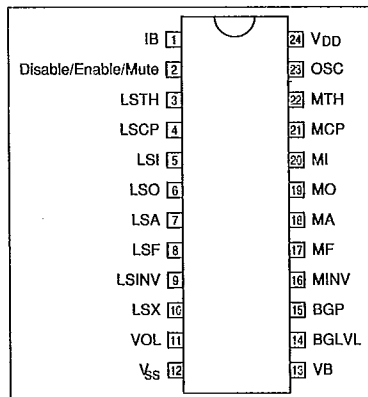 IB 1 24 VDD
Disable/Enable/Mute 2 23 OSC
LSTH 3 22 MTH
LSCP 4 21 MCP
LSI 5 20 MI
LSO 6 19 MO
LSA 7 18 MA
LSF 8 17 MF
LSINV 9 16 MINV
LSX 10 15 BGP
VOL 11 14 BGLVL
VSS 12 13 VB